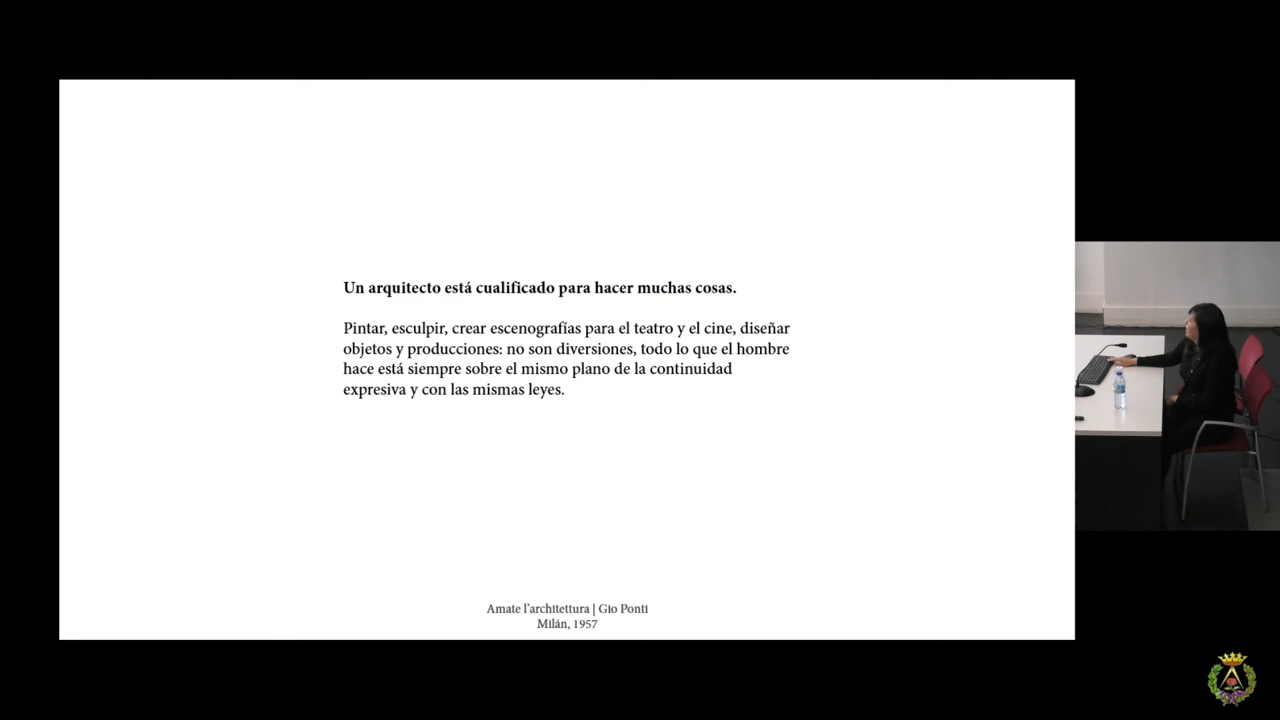 Un arquitecto está cualificado para hacer muchas cosas.
Pintar, esculpir, crear escenografías para el teatro y el cine, diseñar
objetos y producciones: no son diversiones, todo lo que el hombre
hace está siempre sobre el mismo plano de la continuidad
expresiva y con las mismas leyes.
Amate l’architettura | Gio Ponti
Milán, 1957